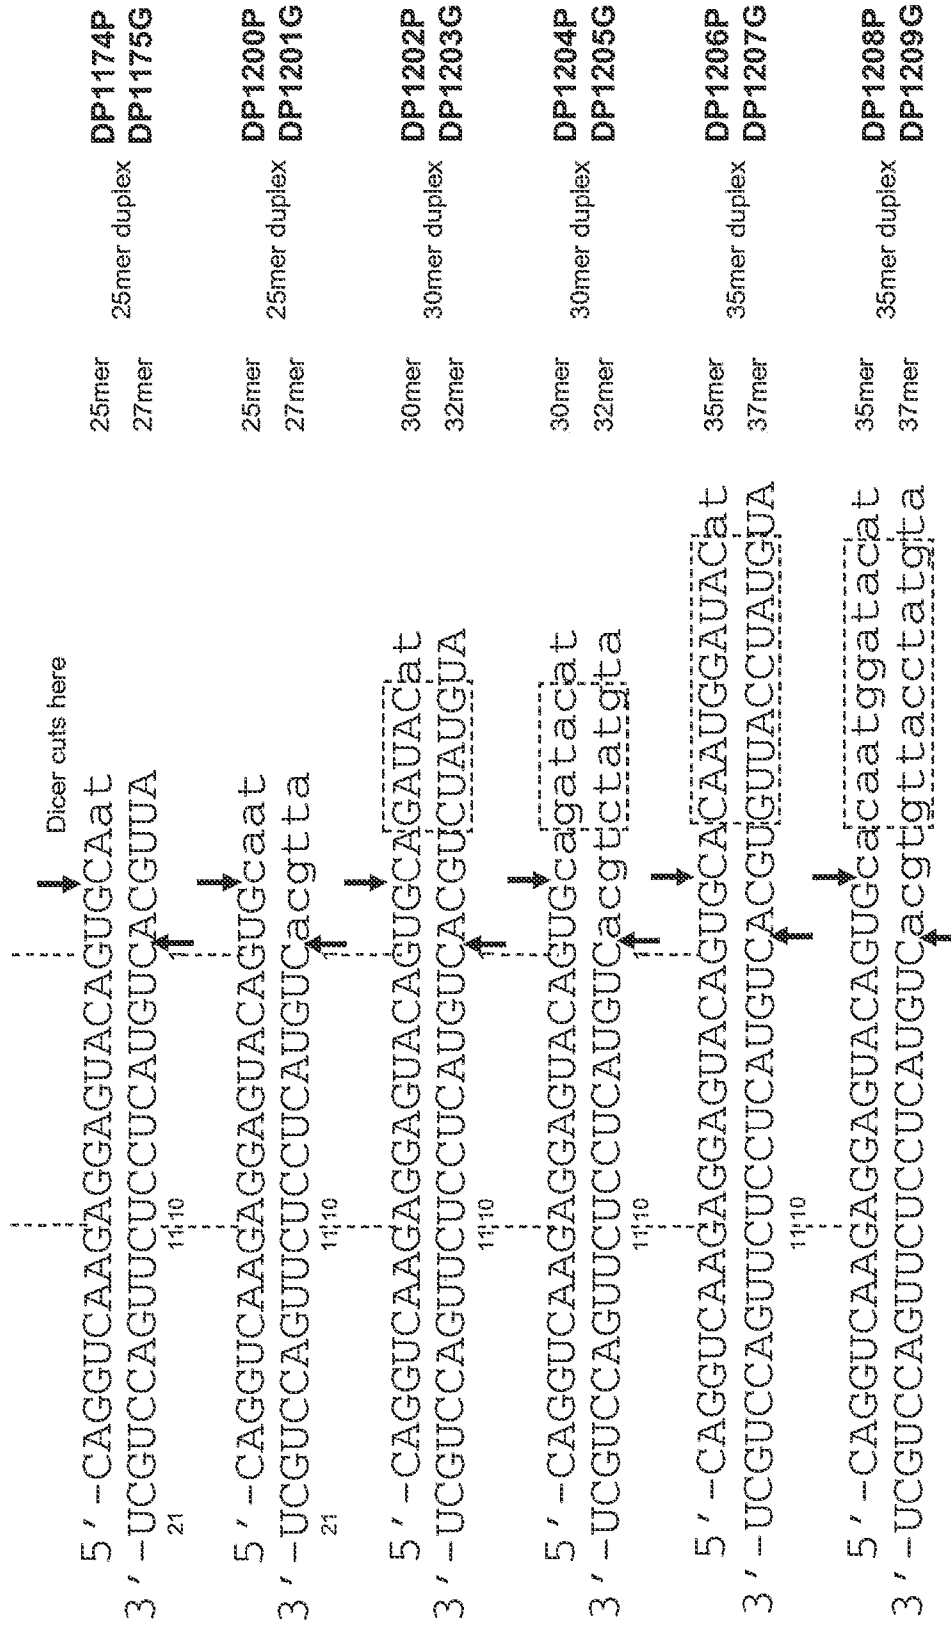 Dicer cuts here
5'-CAGGUCAAGAGGAGUACAGUGCAat 25mer 25mer duplex DP1174P
3'-UCGUCCAGUUCUCCUCAUGUCACGUUA 27mer DP1175G
21 11 10
5'-CAGGUCAAGAGGAGUACAGUGcaat 25mer 25mer duplex DP1200P
3'-UCGUCCAGUUCUCCUCAUGUCacgtta 27mer DP1201G
21 11 10
5'-CAGGUCAAGAGGAGUACAGUGCAGAUACat 30mer 30mer duplex DP1202P
3'-UCGUCCAGUUCUCCUCAUGUCACGUCUAUGUA 32mer DP1203G
11 10
5'-CAGGUCAAGAGGAGUACAGUGcagatacat 30mer 30mer duplex DP1204P
3'-UCGUCCAGUUCUCCUCAUGUCacgtctatgta 32mer DP1205G
11 10
5'-CAGGUCAAGAGGAGUACAGUGCACAAUGGAUACat 35mer 35mer duplex DP1206P
3'-UCGUCCAGUUCUCCUCAUGUCACGUGUUACCUAUGUA 37mer DP1207G
11 10
5'-CAGGUCAAGAGGAGUACAGUGcacaatggatacat 35mer 35mer duplex DP1208P
3'-UCGUCCAGUUCUCCUCAUGUCacgtgttacctatgta 37mer DP1209G